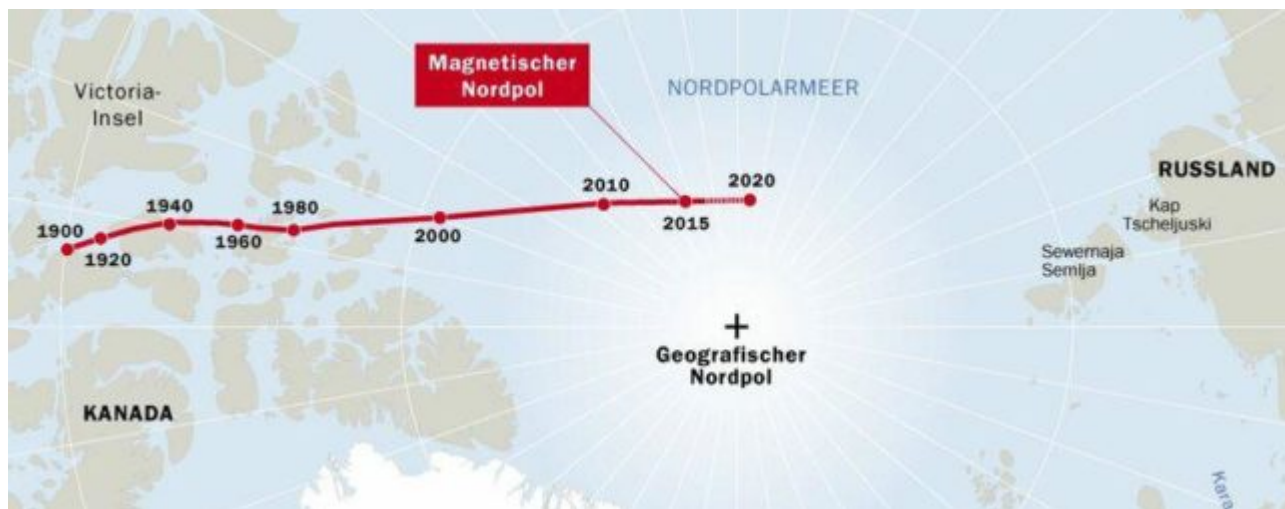 Magnetischer
Nordpol
NORDPOLARMEER
Victoria-
Insel
RUSSLAND
1900
1920
1940
1960
1980
2000
2010
2015
2020
Kap
Tscheljuski
Sewernaja
Semlja
Geografischer
Nordpol
KANADA
Kara